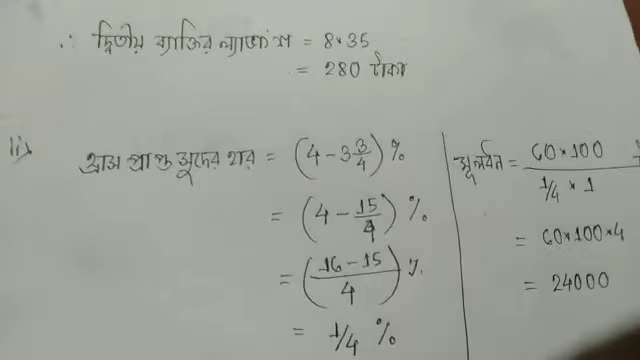 ∴ দ্বিতীয় ব্যক্তির ল্যভাংশ = 8×35
= 280 টাকা
ii)
হ্রাস প্রাপ্ত সুদের হার = (4 - 3 3/4) %
= (4 - 15/4) %
= (16-15/4) %
= 1/4 %
মূলধন = 60×100 / 1/4 × 1
= 60×100×4
= 24000